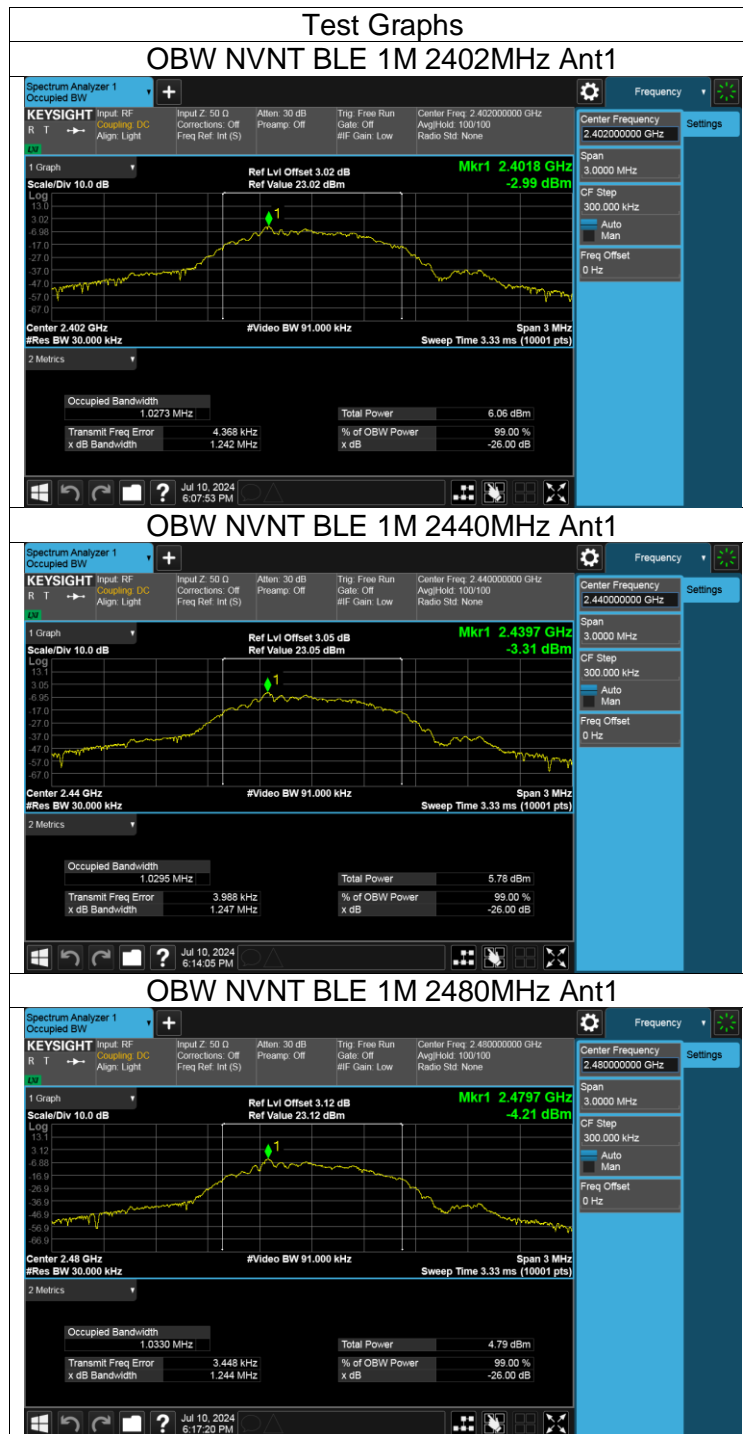 Test Graphs
OBW NVNT BLE 1M 2402MHz Ant1
Spectrum Analyzer 1
Occupied BW
Frequency
KEYSIGHT Input: RF Input Z: 50 Ω Atten: 30 dB Trig: Free Run Center Freq: 2.402000000 GHz
R T Coupling: DC Corrections: Off Preamp: Off Gate: Off Avg|Hold: 100/100
Align: Light Freq Ref: Int (S) #IF Gain: Low Radio Std: None
LXI
Center Frequency
2.402000000 GHz
Settings
Span
3.0000 MHz
CF Step
300.000 kHz
Auto
Man
Freq Offset
0 Hz
1 Graph Ref Lvl Offset 3.02 dB Mkr1 2.4018 GHz
Scale/Div 10.0 dB Ref Value 23.02 dBm -2.99 dBm
Log
13.0
3.02
-6.98
-17.0
-27.0
-37.0
-47.0
-57.0
-67.0
1
Center 2.402 GHz #Video BW 91.000 kHz Span 3 MHz
#Res BW 30.000 kHz Sweep Time 3.33 ms (10001 pts)
2 Metrics
Occupied Bandwidth
1.0273 MHz Total Power 6.06 dBm
Transmit Freq Error 4.368 kHz % of OBW Power 99.00 %
x dB Bandwidth 1.242 MHz x dB -26.00 dB
? Jul 10, 2024
6:07:53 PM
OBW NVNT BLE 1M 2440MHz Ant1
Spectrum Analyzer 1
Occupied BW
Frequency
KEYSIGHT Input: RF Input Z: 50 Ω Atten: 30 dB Trig: Free Run Center Freq: 2.440000000 GHz
R T Coupling: DC Corrections: Off Preamp: Off Gate: Off Avg|Hold: 100/100
Align: Light Freq Ref: Int (S) #IF Gain: Low Radio Std: None
LXI
Center Frequency
2.440000000 GHz
Settings
Span
3.0000 MHz
CF Step
300.000 kHz
Auto
Man
Freq Offset
0 Hz
1 Graph Ref Lvl Offset 3.05 dB Mkr1 2.4397 GHz
Scale/Div 10.0 dB Ref Value 23.05 dBm -3.31 dBm
Log
13.1
3.05
-6.95
-17.0
-27.0
-37.0
-47.0
-57.0
-67.0
1
Center 2.44 GHz #Video BW 91.000 kHz Span 3 MHz
#Res BW 30.000 kHz Sweep Time 3.33 ms (10001 pts)
2 Metrics
Occupied Bandwidth
1.0295 MHz Total Power 5.78 dBm
Transmit Freq Error 3.988 kHz % of OBW Power 99.00 %
x dB Bandwidth 1.247 MHz x dB -26.00 dB
? Jul 10, 2024
6:14:05 PM
OBW NVNT BLE 1M 2480MHz Ant1
Spectrum Analyzer 1
Occupied BW
Frequency
KEYSIGHT Input: RF Input Z: 50 Ω Atten: 30 dB Trig: Free Run Center Freq: 2.480000000 GHz
R T Coupling: DC Corrections: Off Preamp: Off Gate: Off Avg|Hold: 100/100
Align: Light Freq Ref: Int (S) #IF Gain: Low Radio Std: None
LXI
Center Frequency
2.480000000 GHz
Settings
Span
3.0000 MHz
CF Step
300.000 kHz
Auto
Man
Freq Offset
0 Hz
1 Graph Ref Lvl Offset 3.12 dB Mkr1 2.4797 GHz
Scale/Div 10.0 dB Ref Value 23.12 dBm -4.21 dBm
Log
13.1
3.12
-6.88
-16.9
-26.9
-36.9
-46.9
-56.9
-66.9
1
Center 2.48 GHz #Video BW 91.000 kHz Span 3 MHz
#Res BW 30.000 kHz Sweep Time 3.33 ms (10001 pts)
2 Metrics
Occupied Bandwidth
1.0330 MHz Total Power 4.79 dBm
Transmit Freq Error 3.448 kHz % of OBW Power 99.00 %
x dB Bandwidth 1.244 MHz x dB -26.00 dB
? Jul 10, 2024
6:17:20 PM